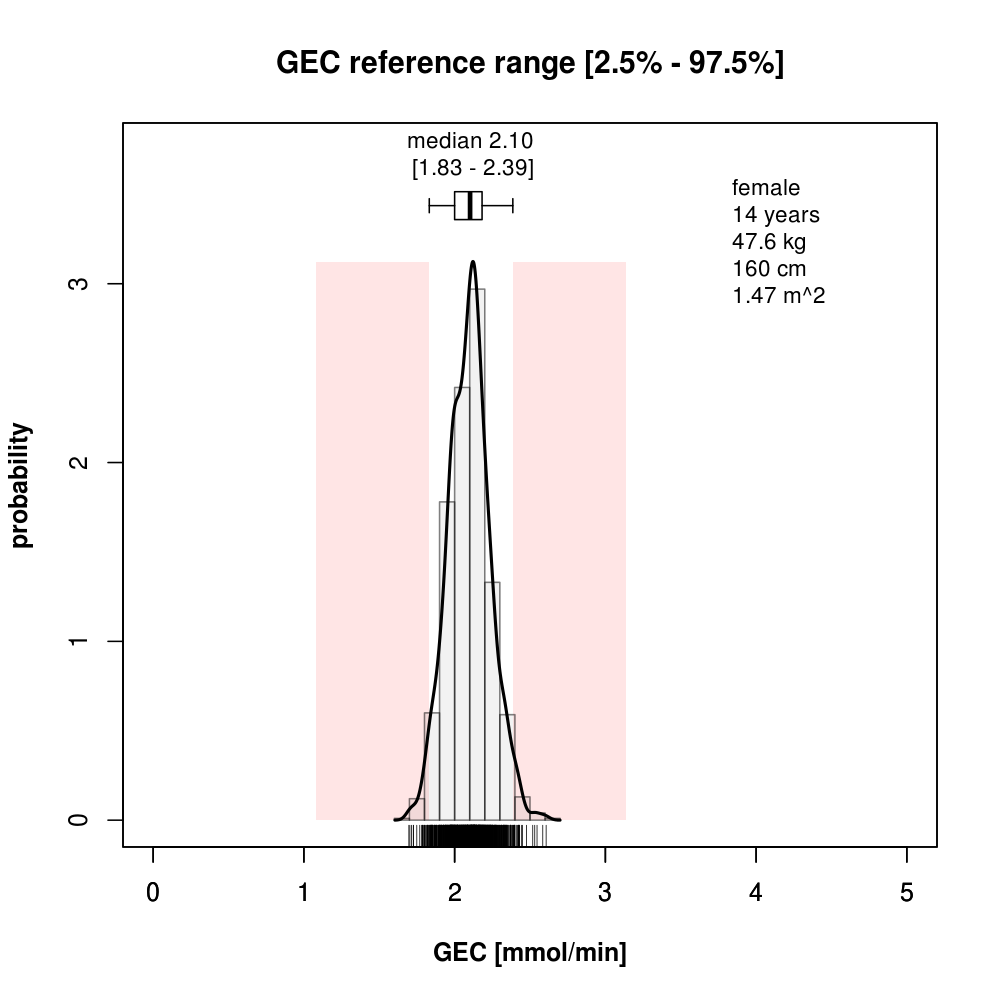 GEC reference range [2.5% - 97.5%]
median 2.10
[1.83 - 2.39]
female
14 years
47.6 kg
160 cm
1.47 m^2
3
2
1
0
probability
0 1 2 3 4 5
GEC [mmol/min]